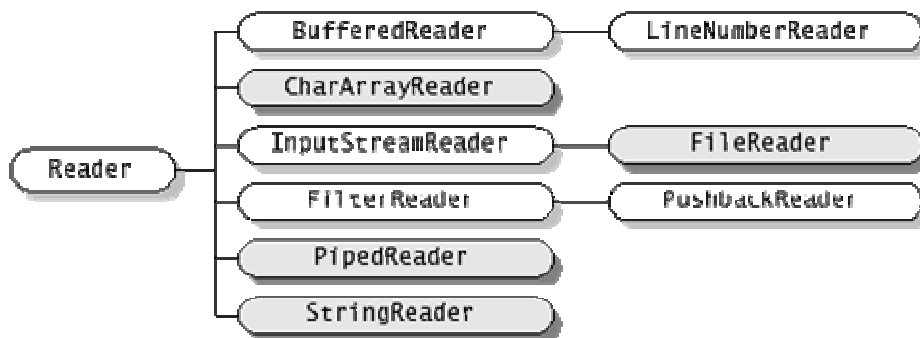 BufferedReader
LineNumberReader
CharArrayReader
InputStreamReader
FileReader
Reader
FilterReader
PushbackReader
PipedReader
StringReader